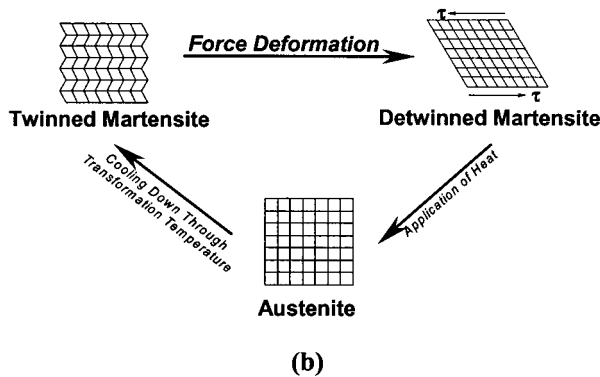 τ
Force Deformation
τ
Twinned Martensite
Detwinned Martensite
Cooling Down Through
Transformation Temperature
Application of Heat
Austenite
(b)